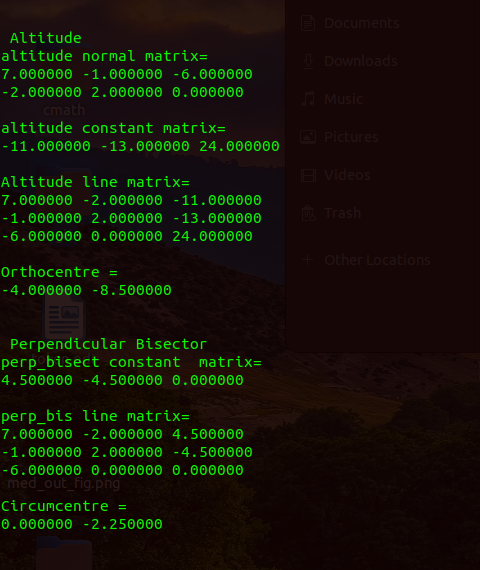 Altitude
altitude normal matrix=
7.000000 -1.000000 -6.000000
-2.000000 2.000000 0.000000
cmath
altitude constant matrix=
-11.000000 -13.000000 24.000000
Altitude line matrix=
7.000000 -2.000000 -11.000000
-1.000000 2.000000 -13.000000
-6.000000 0.000000 24.000000
Orthocentre =
-4.000000 -8.500000
Perpendicular Bisector
perp_bisect constant  matrix=
4.500000 -4.500000 0.000000
perp_bis line matrix=
7.000000 -2.000000 4.500000
-1.000000 2.000000 -4.500000
-6.000000 0.000000 0.000000
med_out_fig.png
Circumcentre =
0.000000 -2.250000
Documents
Downloads
Music
Pictures
Videos
Trash
+ Other Locations